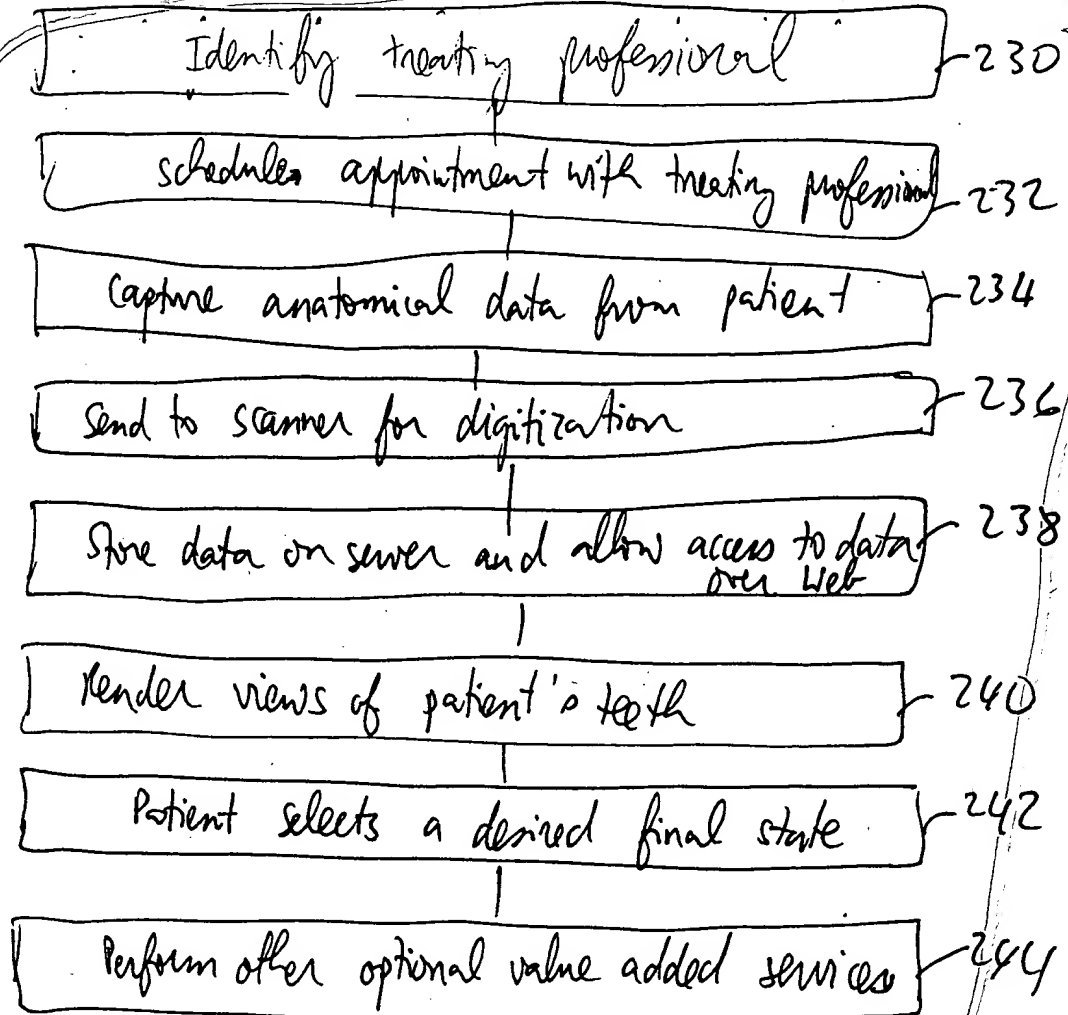 Identify treating professional 230
schedule appointment with treating professional 232
Capture anatomical data from patient 234
Send to scanner for digitization 236
Store data on server and allow access to data 238
over Web
Render views of patient's teeth 240
Patient selects a desired final state 242
Perform other optional value added services 244